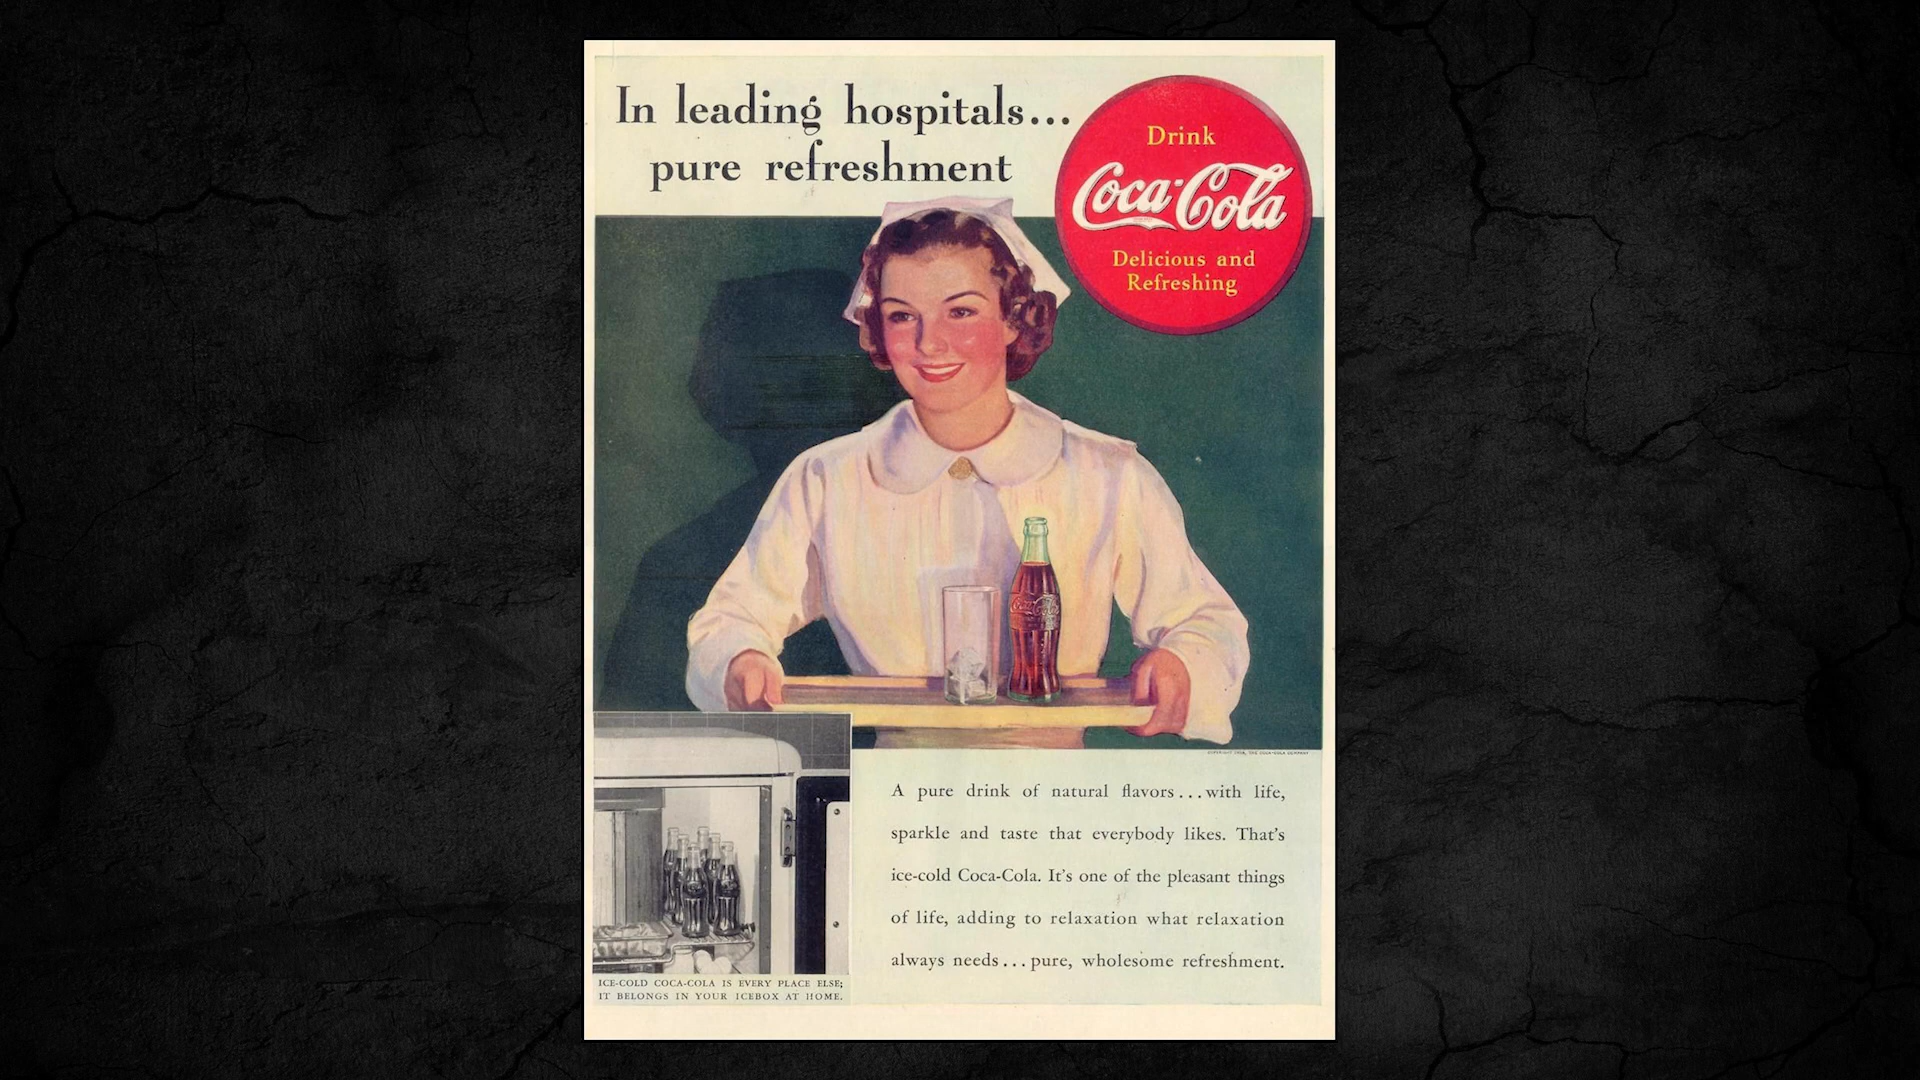 In leading hospitals...
pure refreshment
Drink
Coca-Cola
Delicious and
Refreshing
Coca-Cola
A pure drink of natural flavors...with life,
sparkle and taste that everybody likes. That's
ice-cold Coca-Cola. It's one of the pleasant things
of life, adding to relaxation what relaxation
always needs...pure, wholesome refreshment.
ICE-COLD COCA-COLA IS EVERY PLACE ELSE;
IT BELONGS IN YOUR ICEBOX AT HOME.